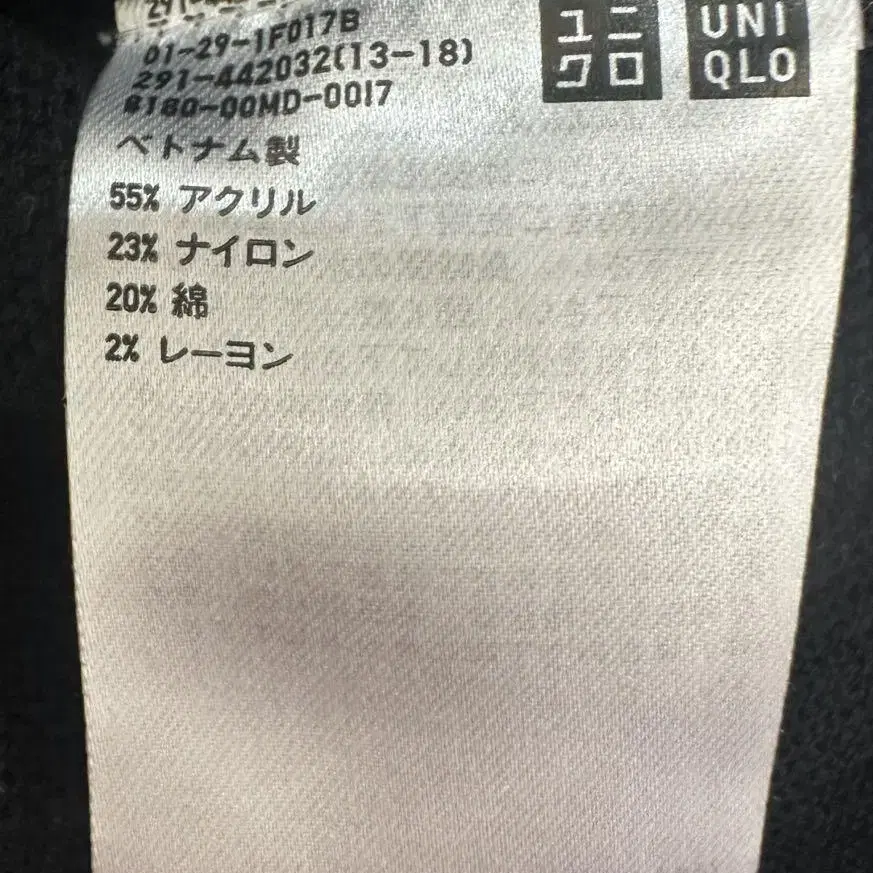 01-29-1F017B
291-442032(13-18)
8180-00MD-0017
ベトナム製
55% アクリル
23% ナイロン
20% 綿
2% レーヨン
ユニ
クロ
UNI
QLO